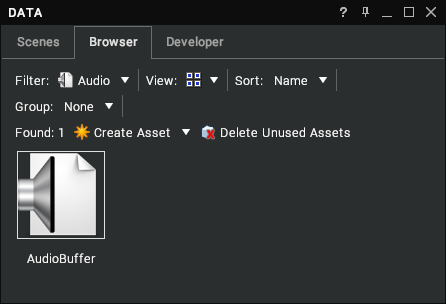 DATA ?
Scenes Browser Developer
Filter: Audio View: Sort: Name
Group: None
Found: 1 Create Asset Delete Unused Assets
AudioBuffer